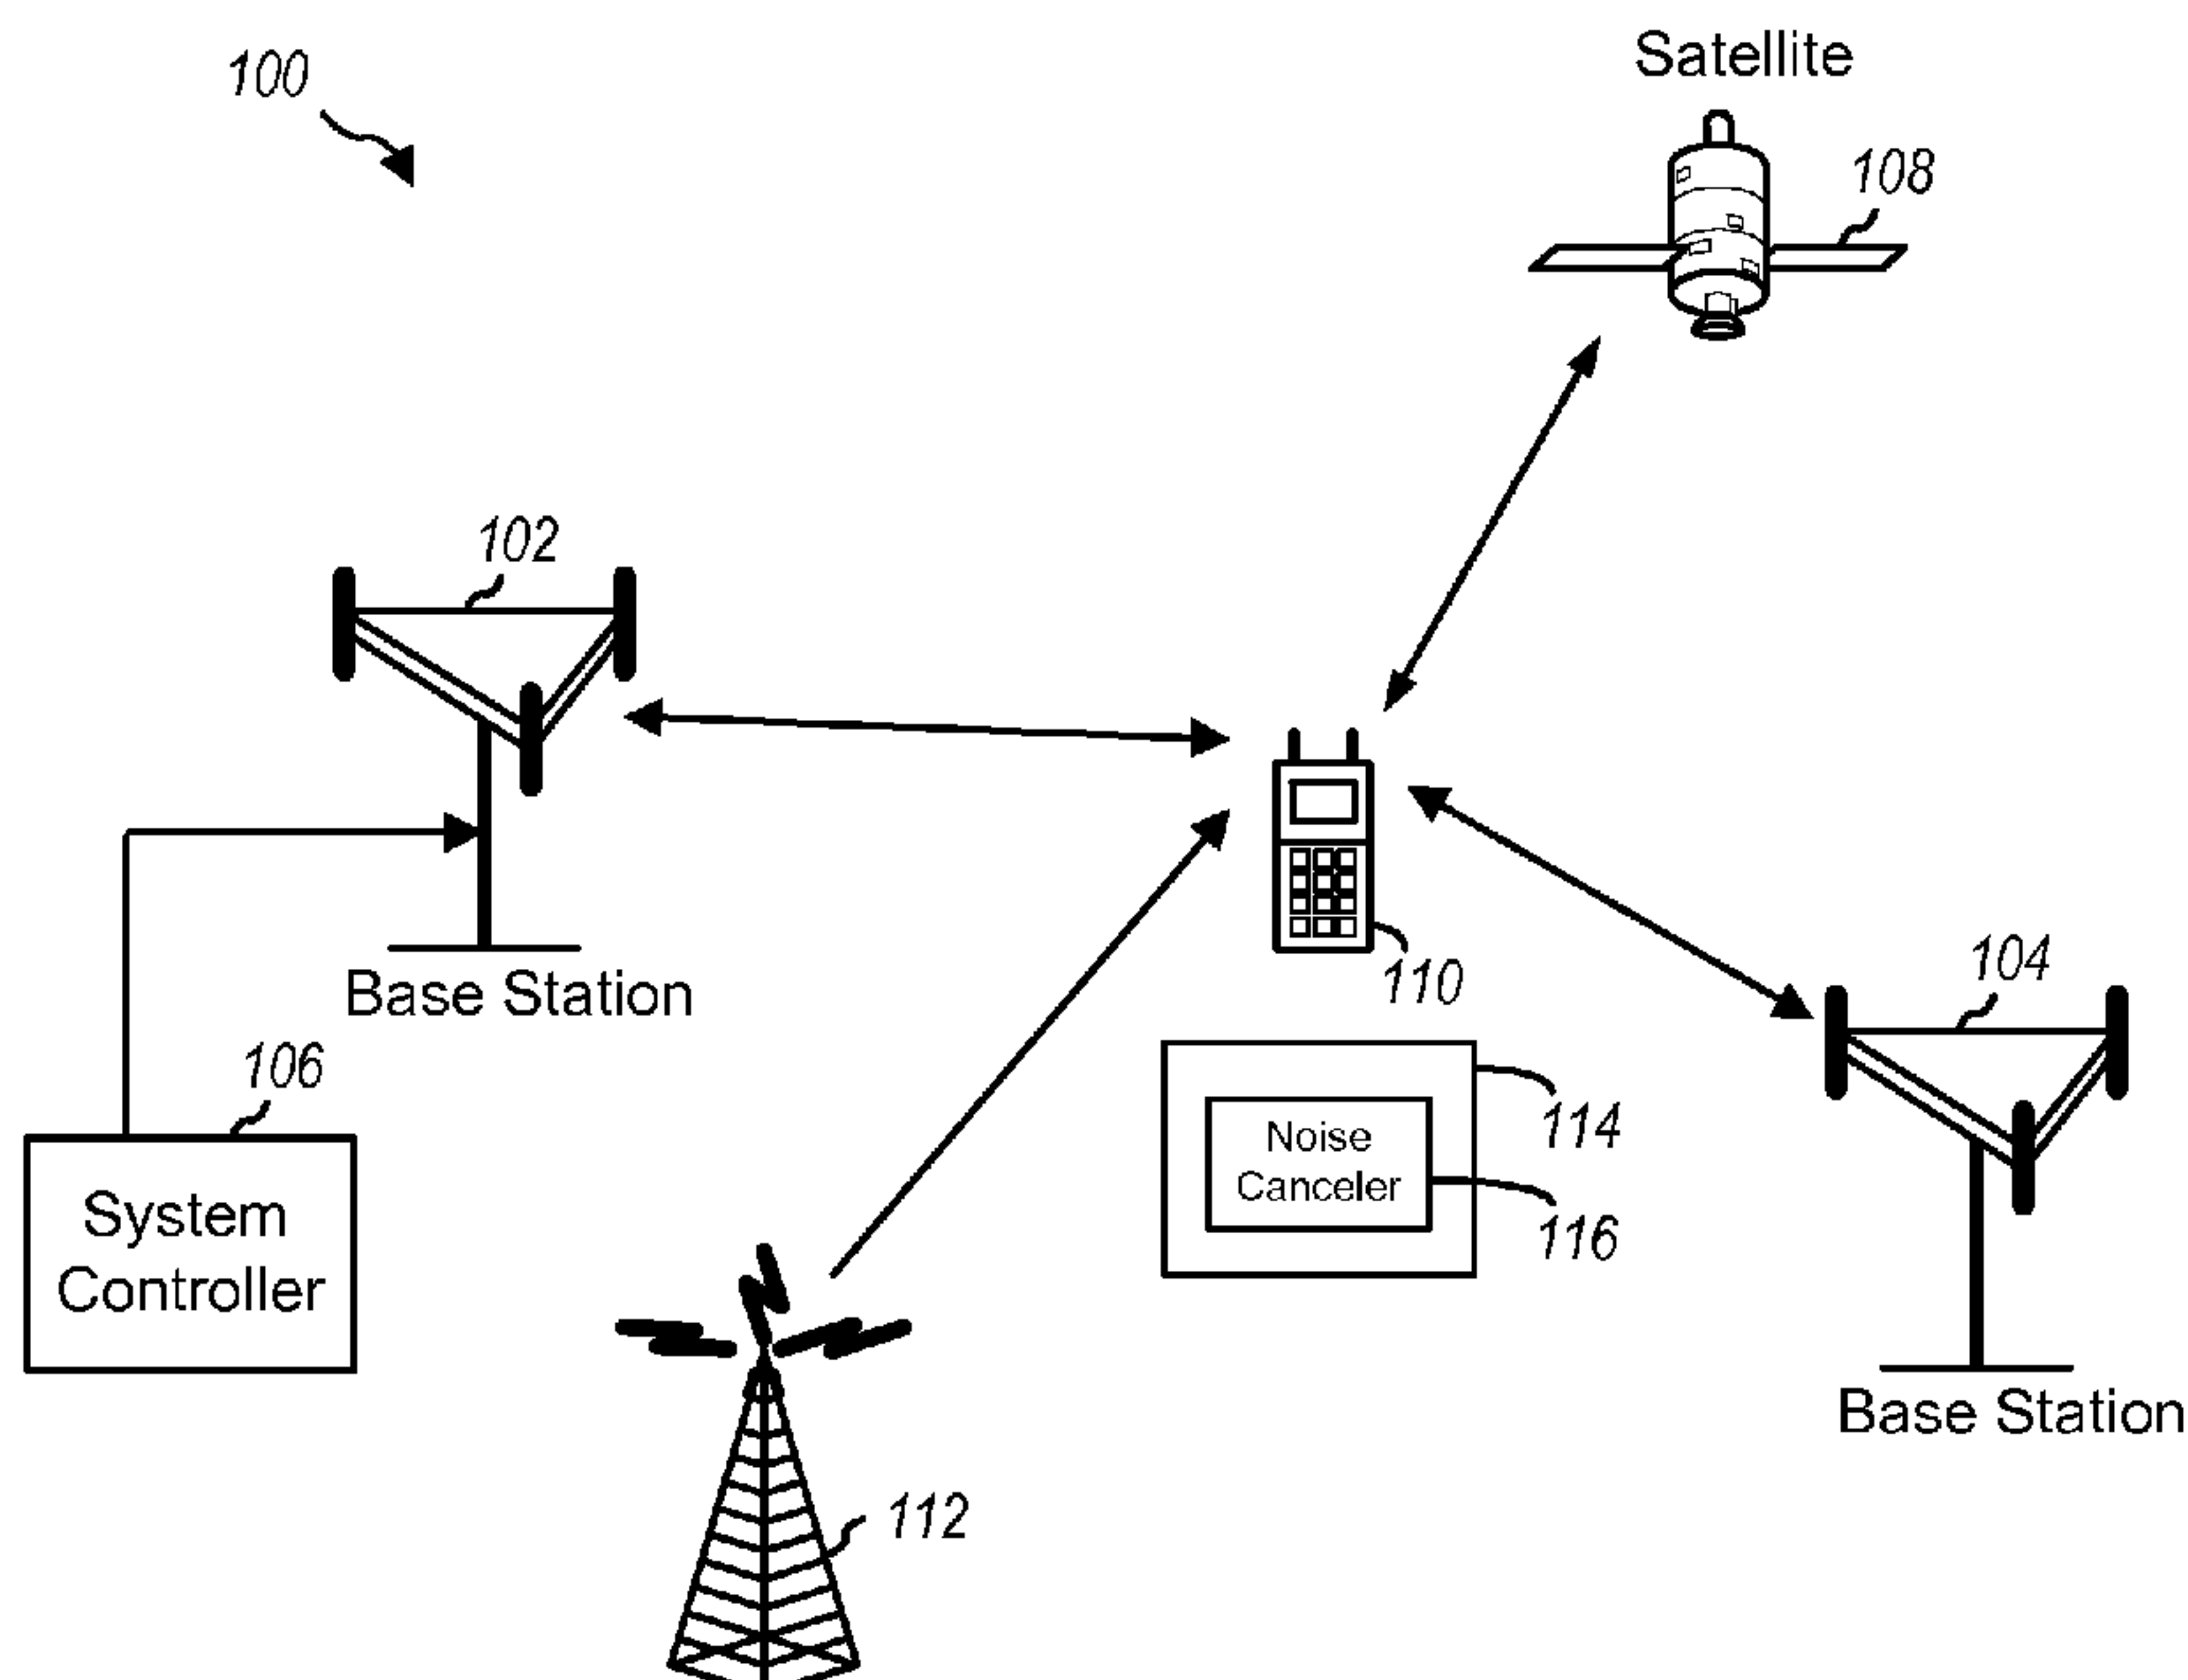 100
Satellite
108
102
Base Station
110
104
106
System
Controller
Noise
Canceler
114
116
Base Station
112